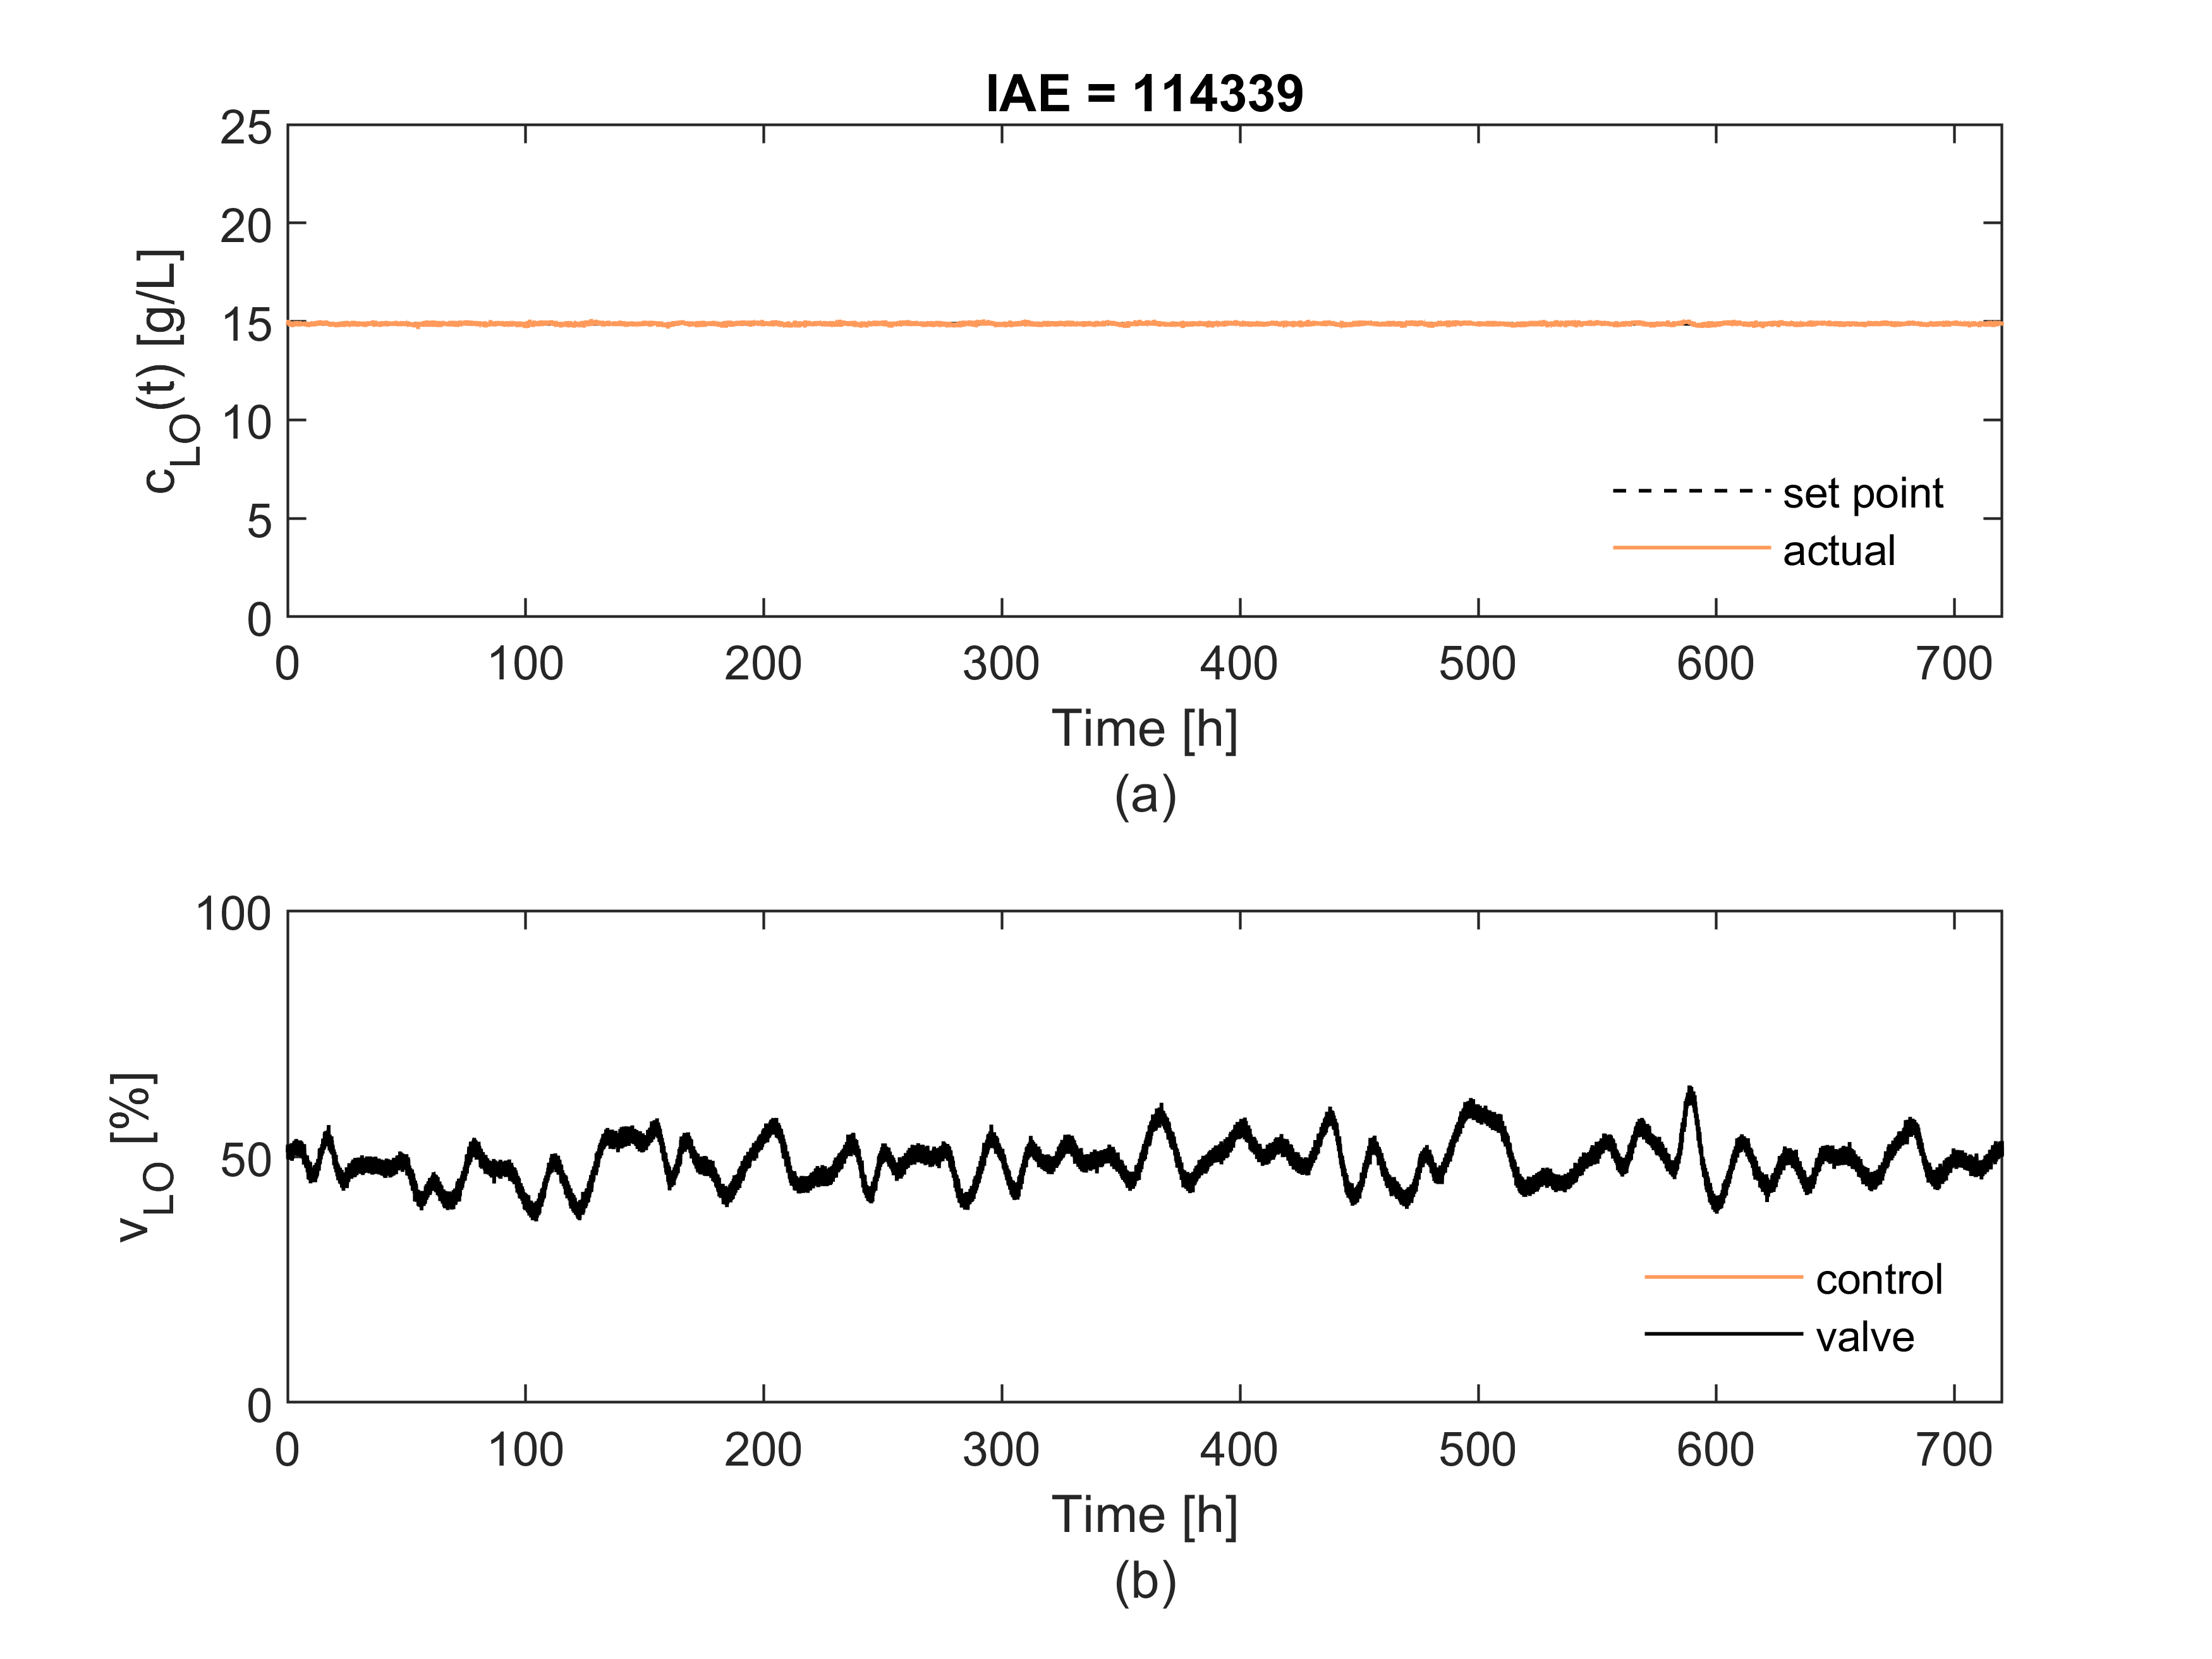 IAE = 114339
25
20
15
10
5
0
c_LO(t) [g/L]
set point
actual
0 100 200 300 400 500 600 700
Time [h]
(a)
100
50
0
v_LO [%]
control
valve
0 100 200 300 400 500 600 700
Time [h]
(b)